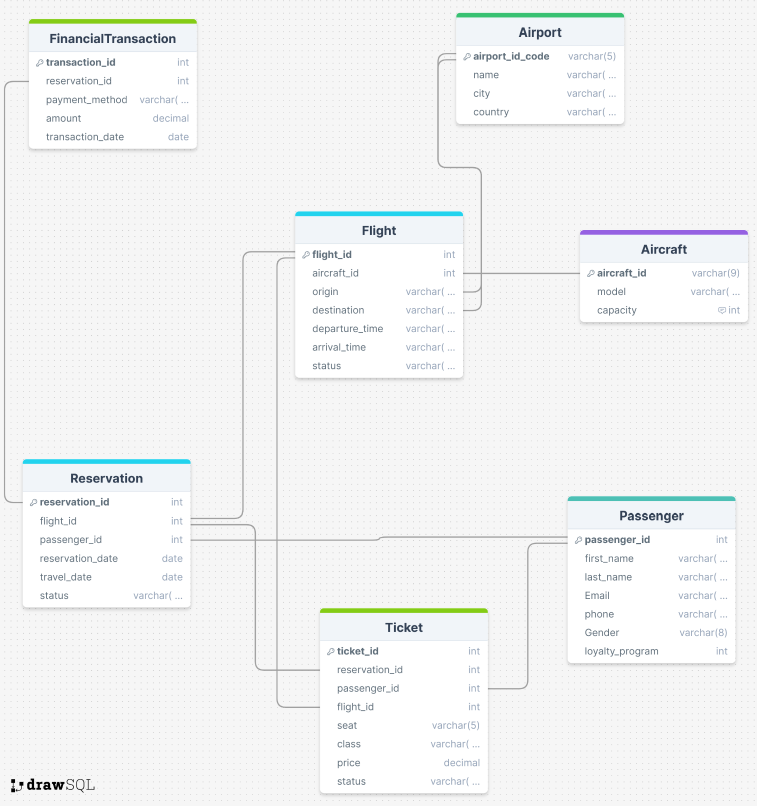 FinancialTransaction
transaction_id int
reservation_id int
payment_method varchar( ...
amount decimal
transaction_date date
Airport
airport_id_code varchar(5)
name varchar( ...
city varchar( ...
country varchar( ...
Flight
flight_id int
aircraft_id int
origin varchar( ...
destination varchar( ...
departure_time varchar( ...
arrival_time varchar( ...
status varchar( ...
Aircraft
aircraft_id varchar(9)
model varchar( ...
capacity int
Reservation
reservation_id int
flight_id int
passenger_id int
reservation_date date
travel_date date
status varchar( ...
Passenger
passenger_id int
first_name varchar( ...
last_name varchar( ...
Email varchar( ...
phone varchar( ...
Gender varchar(8)
loyalty_program int
Ticket
ticket_id int
reservation_id int
passenger_id int
flight_id int
seat varchar(5)
class varchar( ...
price decimal
status varchar( ...
drawSQL